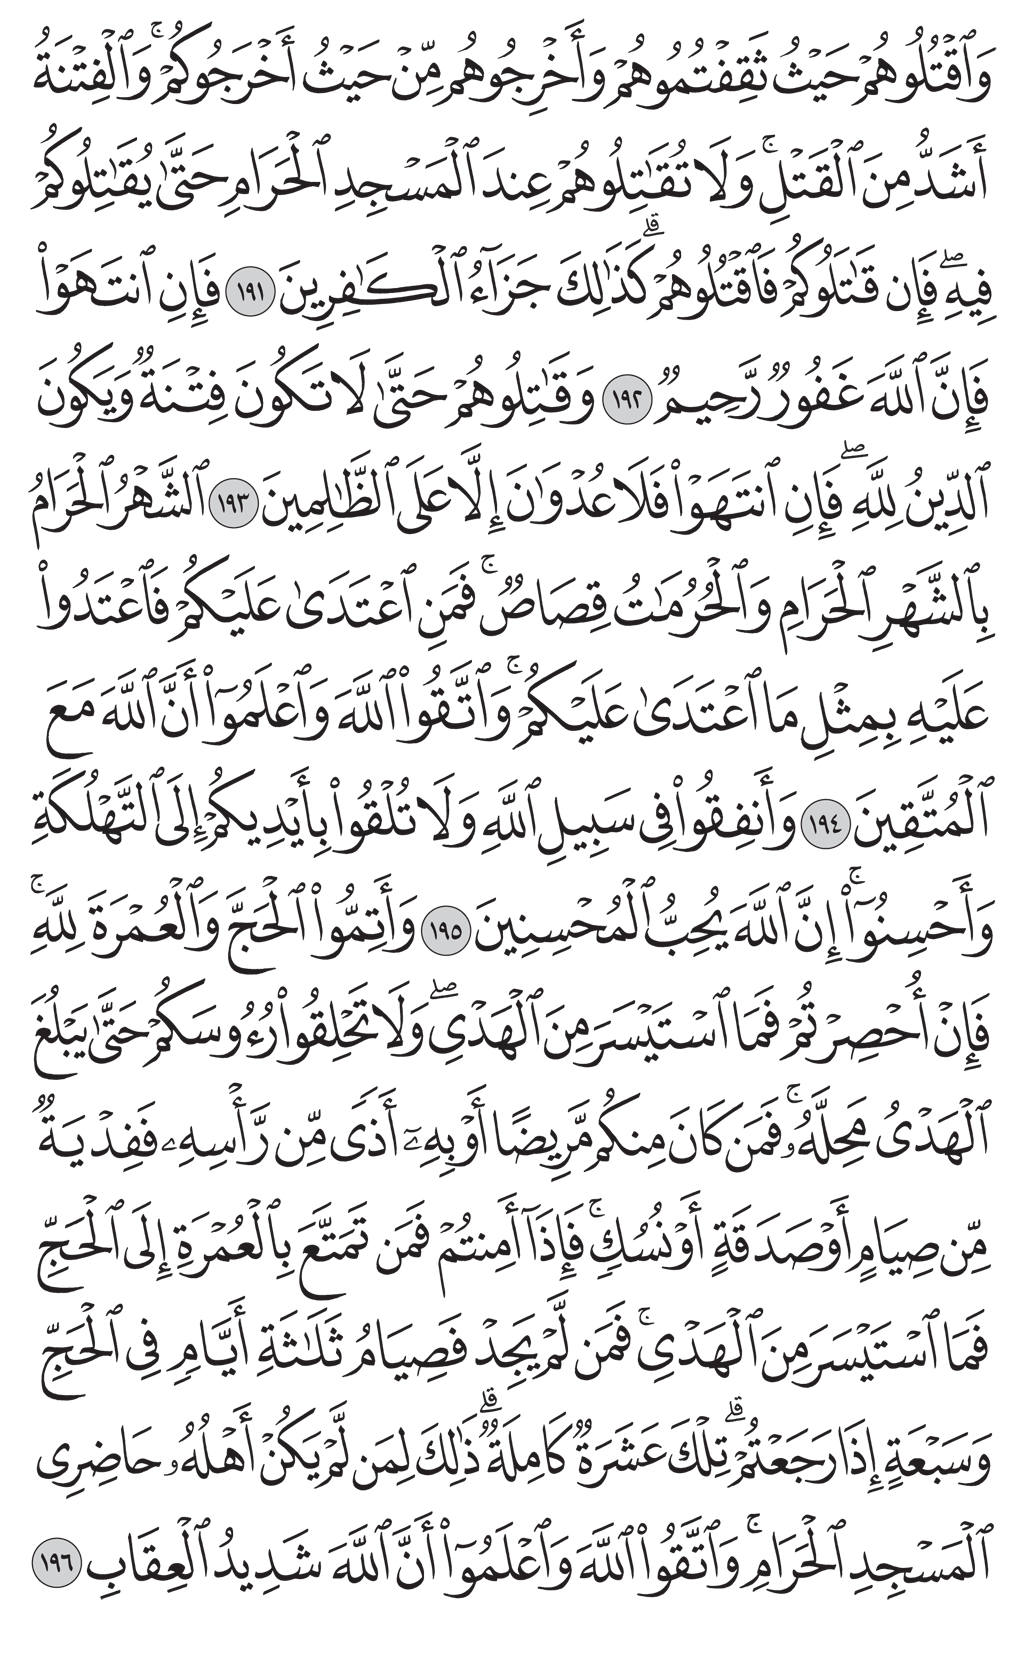 وَٱقۡتُلُوهُمۡ حَيۡثُ ثَقِفۡتُمُوهُمۡ وَأَخۡرِجُوهُم مِّنۡ حَيۡثُ أَخۡرَجُوكُمۡۚ وَٱلۡفِتۡنَةُ
أَشَدُّ مِنَ ٱلۡقَتۡلِۚ وَلَا تُقَٰتِلُوهُمۡ عِندَ ٱلۡمَسۡجِدِ ٱلۡحَرَامِ حَتَّىٰ يُقَٰتِلُوكُمۡ
فِيهِۖ فَإِن قَٰتَلُوكُمۡ فَٱقۡتُلُوهُمۡۗ كَذَٰلِكَ جَزَآءُ ٱلۡكَٰفِرِينَ ١٩١ فَإِنِ ٱنتَهَوۡاْ
فَإِنَّ ٱللَّهَ غَفُورٞ رَّحِيمٞ ١٩٢ وَقَٰتِلُوهُمۡ حَتَّىٰ لَا تَكُونَ فِتۡنَةٞ وَيَكُونَ
ٱلدِّينُ لِلَّهِۖ فَإِنِ ٱنتَهَوۡاْ فَلَا عُدۡوَٰنَ إِلَّا عَلَى ٱلظَّٰلِمِينَ ١٩٣ ٱلشَّهۡرُ ٱلۡحَرَامُ
بِٱلشَّهۡرِ ٱلۡحَرَامِ وَٱلۡحُرُمَٰتُ قِصَاصٞۚ فَمَنِ ٱعۡتَدَىٰ عَلَيۡكُمۡ فَٱعۡتَدُواْ
عَلَيۡهِ بِمِثۡلِ مَا ٱعۡتَدَىٰ عَلَيۡكُمۡۚ وَٱتَّقُواْ ٱللَّهَ وَٱعۡلَمُوٓاْ أَنَّ ٱللَّهَ مَعَ
ٱلۡمُتَّقِينَ ١٩٤ وَأَنفِقُواْ فِي سَبِيلِ ٱللَّهِ وَلَا تُلۡقُواْ بِأَيۡدِيكُمۡ إِلَى ٱلتَّهۡلُكَةِ
وَأَحۡسِنُوٓاْۚ إِنَّ ٱللَّهَ يُحِبُّ ٱلۡمُحۡسِنِينَ ١٩٥ وَأَتِمُّواْ ٱلۡحَجَّ وَٱلۡعُمۡرَةَ لِلَّهِۚ
فَإِنۡ أُحۡصِرۡتُمۡ فَمَا ٱسۡتَيۡسَرَ مِنَ ٱلۡهَدۡيِۖ وَلَا تَحۡلِقُواْ رُءُوسَكُمۡ حَتَّىٰ يَبۡلُغَ
ٱلۡهَدۡيُ مَحِلَّهُۥۚ فَمَن كَانَ مِنكُم مَّرِيضًا أَوۡ بِهِۦٓ أَذٗى مِّن رَّأۡسِهِۦ فَفِدۡيَةٞ
مِّن صِيَامٍ أَوۡ صَدَقَةٍ أَوۡ نُسُكٖۚ فَإِذَآ أَمِنتُمۡ فَمَن تَمَتَّعَ بِٱلۡعُمۡرَةِ إِلَى ٱلۡحَجِّ
فَمَا ٱسۡتَيۡسَرَ مِنَ ٱلۡهَدۡيِۚ فَمَن لَّمۡ يَجِدۡ فَصِيَامُ ثَلَٰثَةِ أَيَّامٖ فِي ٱلۡحَجِّ
وَسَبۡعَةٍ إِذَا رَجَعۡتُمۡۗ تِلۡكَ عَشَرَةٞ كَامِلَةٞۗ ذَٰلِكَ لِمَن لَّمۡ يَكُنۡ أَهۡلُهُۥ حَاضِرِي
ٱلۡمَسۡجِدِ ٱلۡحَرَامِۚ وَٱتَّقُواْ ٱللَّهَ وَٱعۡلَمُوٓاْ أَنَّ ٱللَّهَ شَدِيدُ ٱلۡعِقَابِ ١٩٦